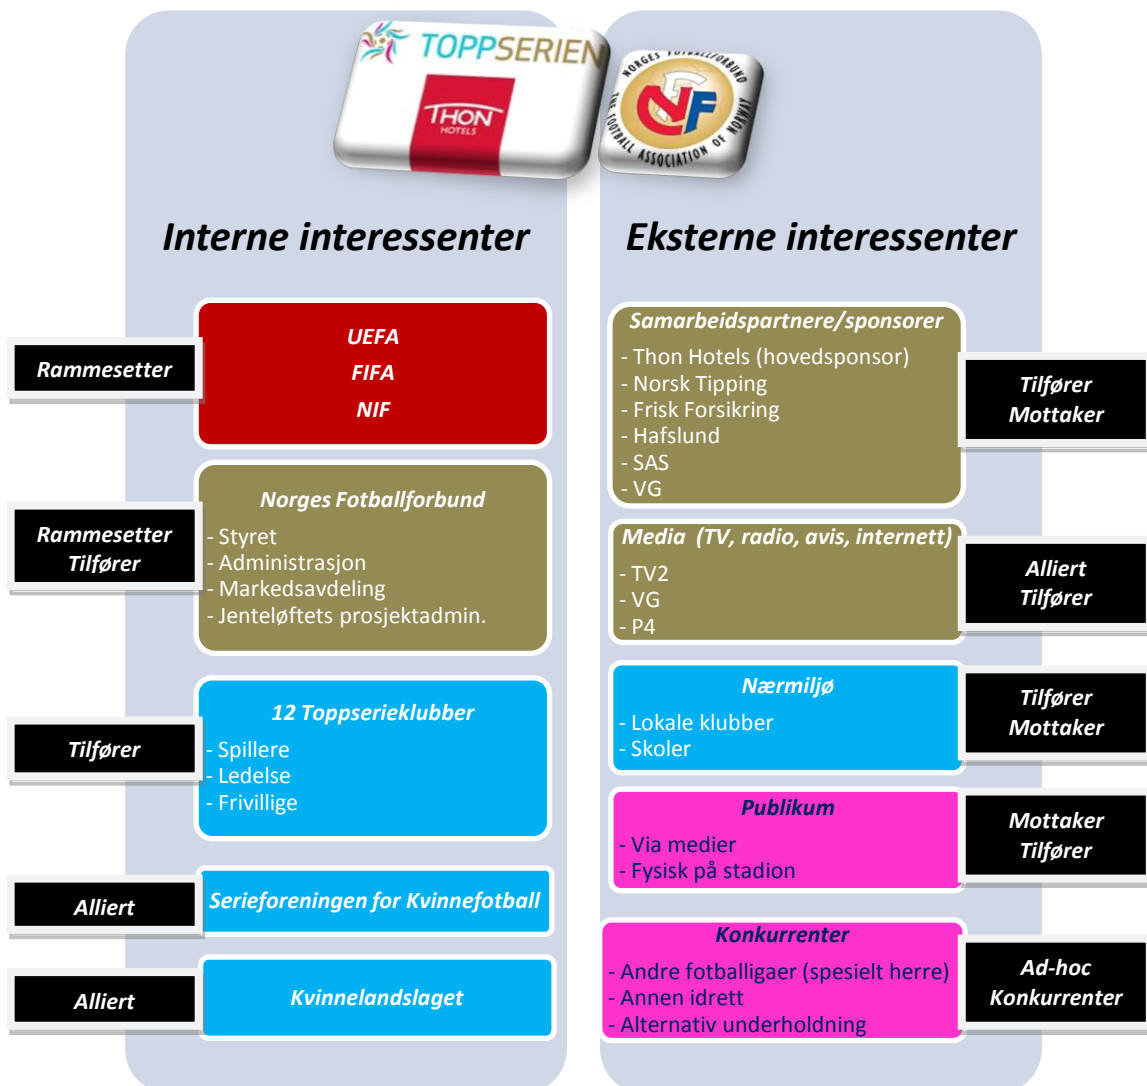 TOPPSERIEN
THON
HOTELS
NORGES FOTBALLFORBUND
THE FOOTBALL ASSOCIATION OF NORWAY
NFF
Interne interessenter
Rammesetter
UEFA
FIFA
NIF
Rammesetter
Tilfører
Norges Fotballforbund
- Styret
- Administrasjon
- Markedsavdeling
- Jenteløftets prosjektadmin.
Tilfører
12 Toppserieklubber
- Spillere
- Ledelse
- Frivillige
Alliert
Serieforeningen for Kvinnefotball
Alliert
Kvinnelandslaget
Eksterne interessenter
Samarbeidspartnere/sponsorer
- Thon Hotels (hovedsponsor)
- Norsk Tipping
- Frisk Forsikring
- Hafslund
- SAS
- VG
Tilfører
Mottaker
Media (TV, radio, avis, internett)
- TV2
- VG
- P4
Alliert
Tilfører
Nærmiljø
- Lokale klubber
- Skoler
Tilfører
Mottaker
Publikum
- Via medier
- Fysisk på stadion
Mottaker
Tilfører
Konkurrenter
- Andre fotballigaer (spesielt herre)
- Annen idrett
- Alternativ underholdning
Ad-hoc
Konkurrenter